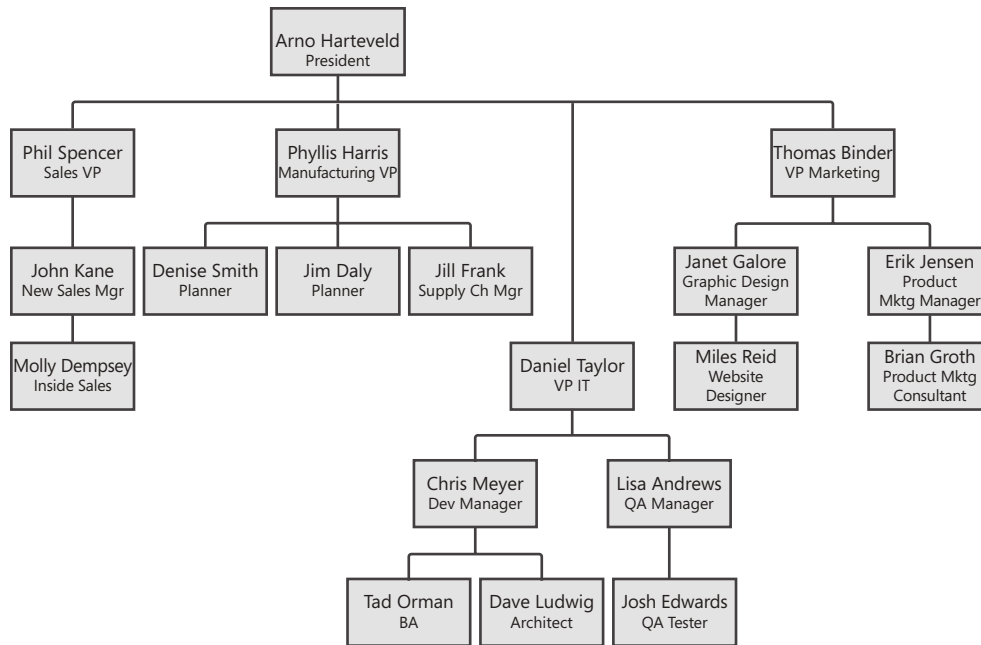 Arno Harteveld
President
Phil Spencer
Sales VP
Phyllis Harris
Manufacturing VP
Thomas Binder
VP Marketing
John Kane
New Sales Mgr
Denise Smith
Planner
Jim Daly
Planner
Jill Frank
Supply Ch Mgr
Janet Galore
Graphic Design
Manager
Erik Jensen
Product
Mktg Manager
Molly Dempsey
Inside Sales
Daniel Taylor
VP IT
Miles Reid
Website
Designer
Brian Groth
Product Mktg
Consultant
Chris Meyer
Dev Manager
Lisa Andrews
QA Manager
Tad Orman
BA
Dave Ludwig
Architect
Josh Edwards
QA Tester